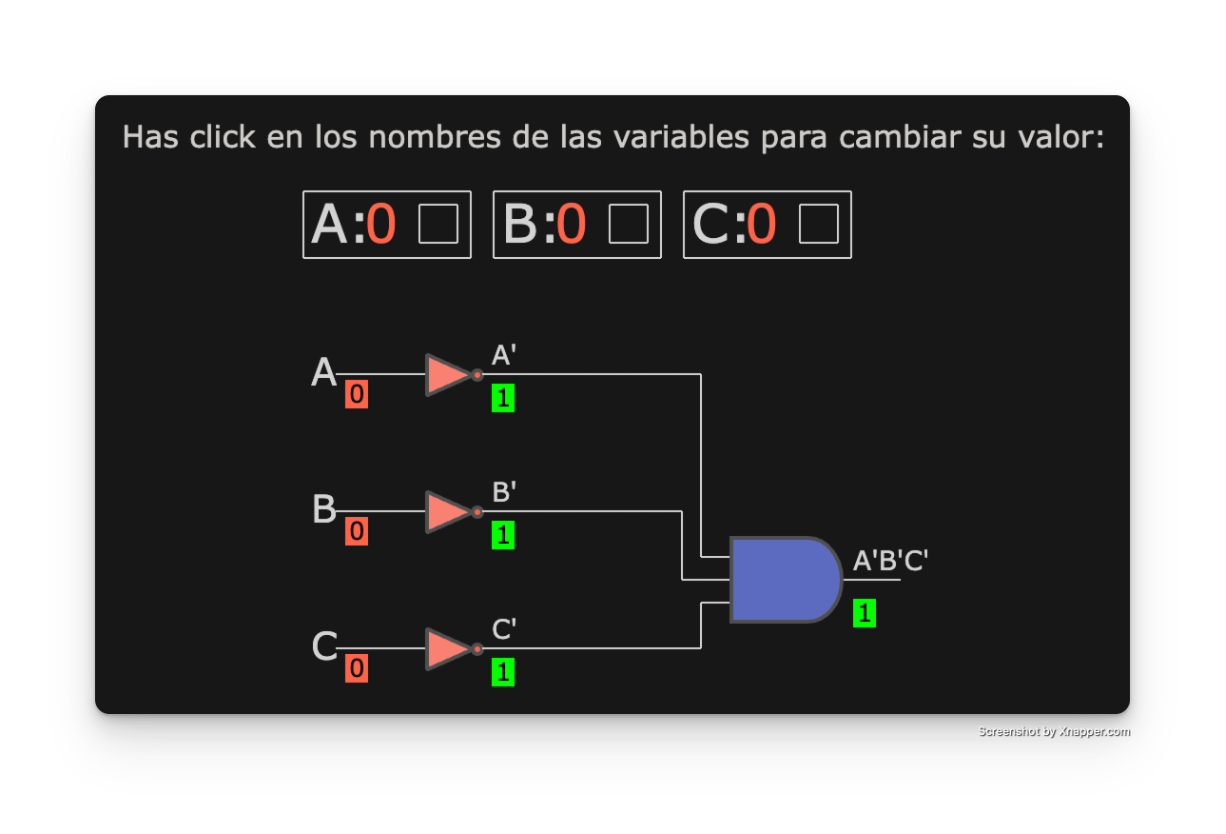 Has click en los nombres de las variables para cambiar su valor:
A:0 B:0 C:0
A'
A
0
1
B'
B
0
1
A'B'C'
1
C'
C
0
1
Screenshot by Xnapper.com